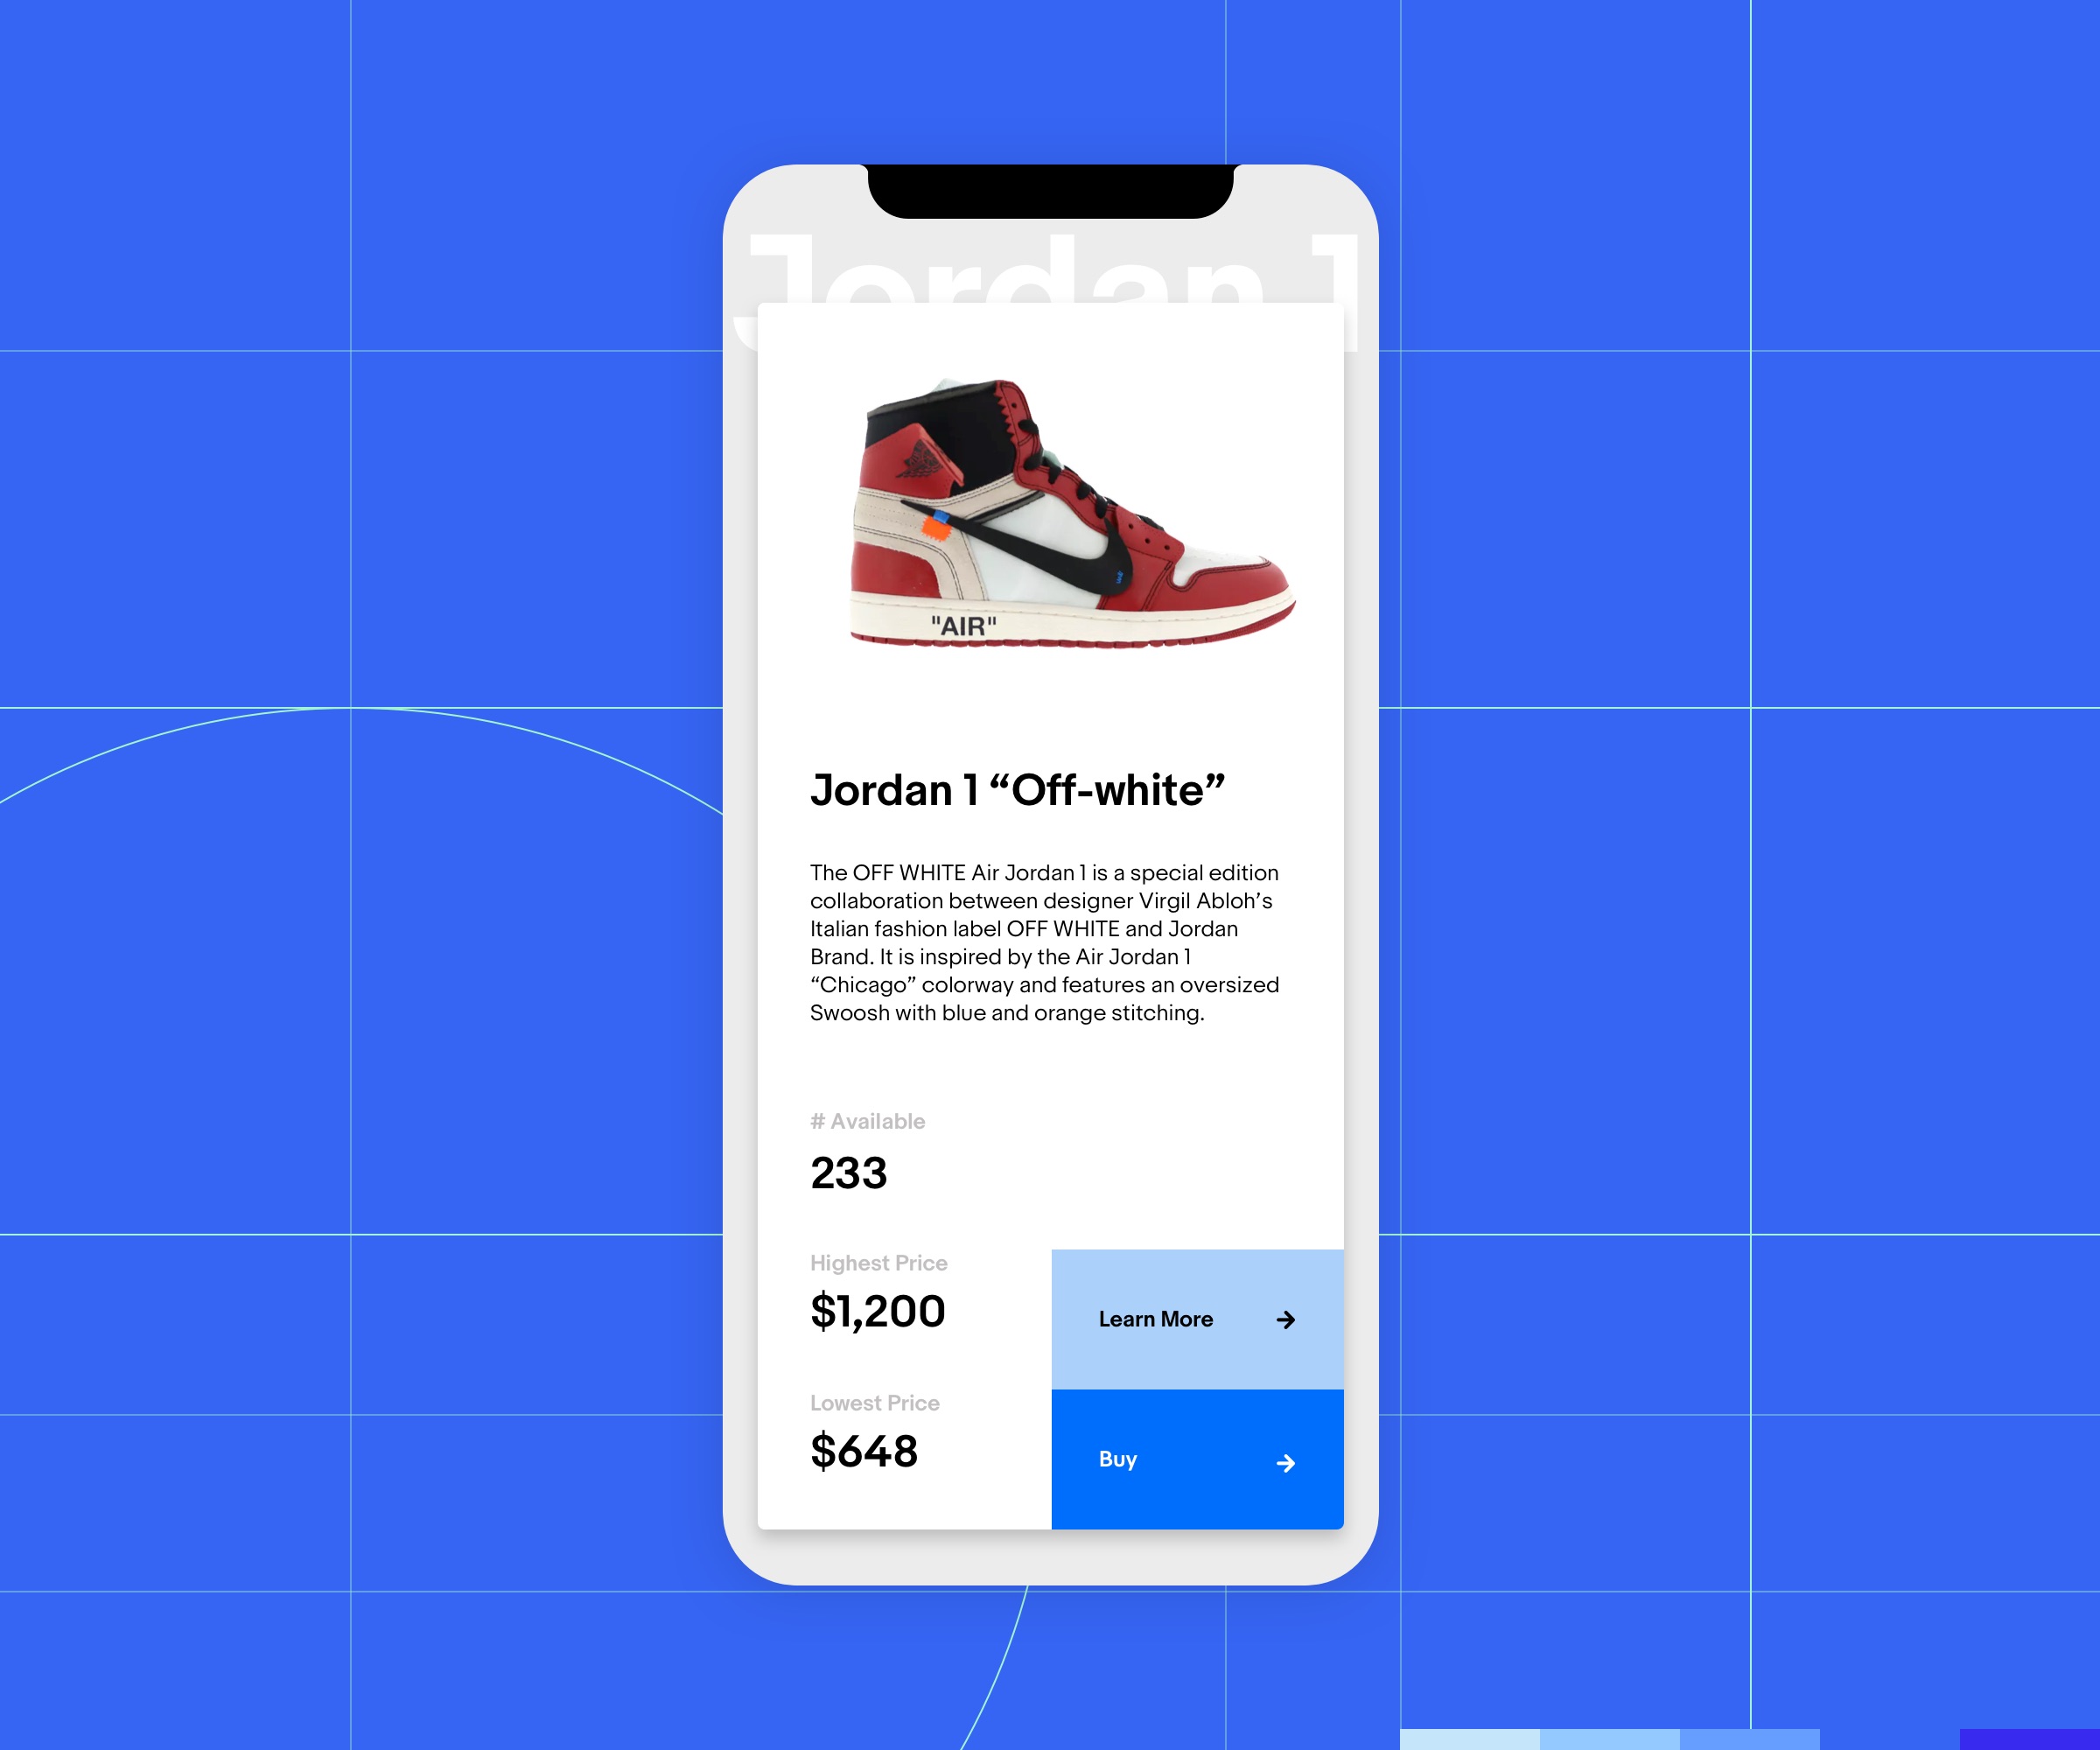 Jordan 1
"AIR"
Jordan 1 “Off-white”
The OFF WHITE Air Jordan 1 is a special edition
collaboration between designer Virgil Abloh’s
Italian fashion label OFF WHITE and Jordan
Brand. It is inspired by the Air Jordan 1
“Chicago” colorway and features an oversized
Swoosh with blue and orange stitching.
# Available
233
Highest Price
$1,200
Learn More
Lowest Price
$648
Buy